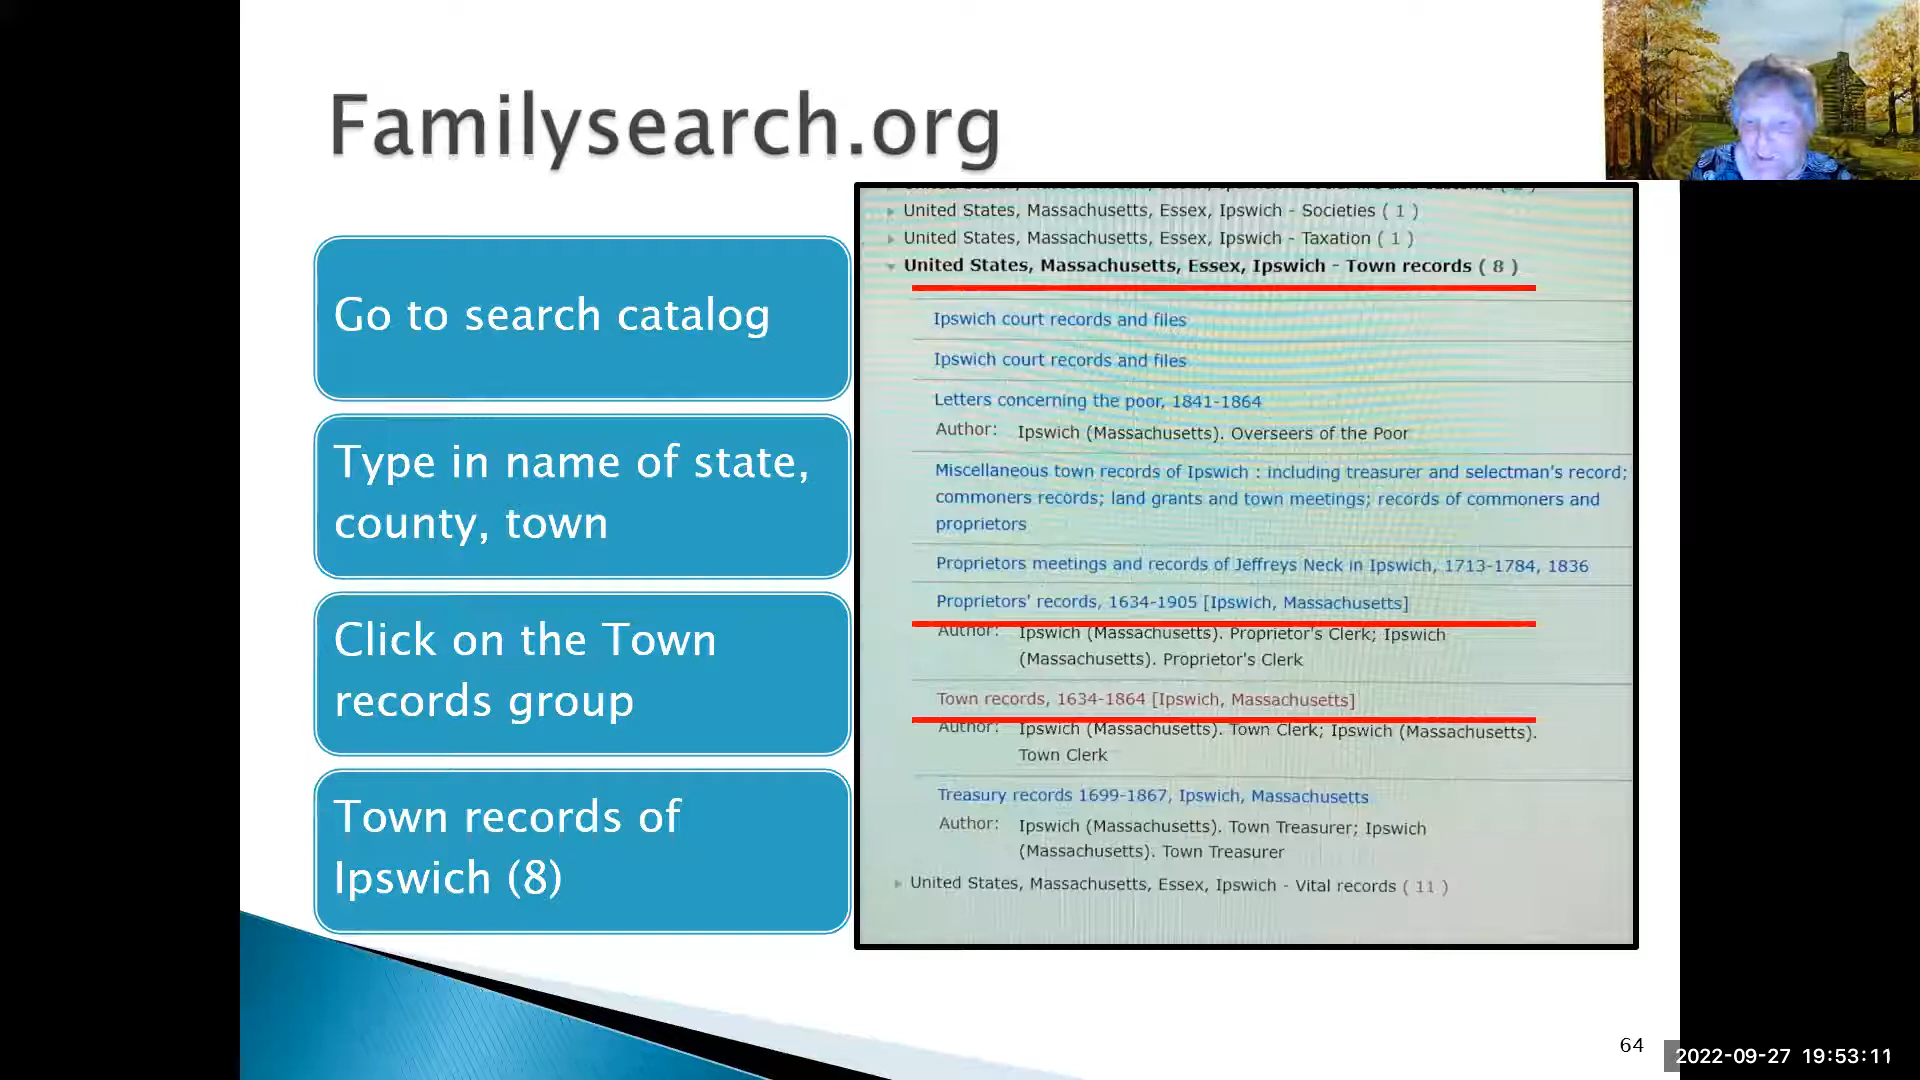 Familysearch.org
Go to search catalog
Type in name of state,
county, town
Click on the Town
records group
Town records of
Ipswich (8)
United States, Massachusetts, Essex, Ipswich - Societies ( 1 )
United States, Massachusetts, Essex, Ipswich - Taxation ( 1 )
United States, Massachusetts, Essex, Ipswich - Town records ( 8 )
Ipswich court records and files
Ipswich court records and files
Letters concerning the poor, 1841-1864
Author: Ipswich (Massachusetts). Overseers of the Poor
Miscellaneous town records of Ipswich : including treasurer and selectman's record;
commoners records; land grants and town meetings; records of commoners and
proprietors
Proprietors meetings and records of Jeffreys Neck in Ipswich, 1713-1784, 1836
Proprietors' records, 1634-1905 [Ipswich, Massachusetts]
Author: Ipswich (Massachusetts). Proprietor's Clerk; Ipswich
(Massachusetts). Proprietor's Clerk
Town records, 1634-1864 [Ipswich, Massachusetts]
Author: Ipswich (Massachusetts). Town Clerk; Ipswich (Massachusetts).
Town Clerk
Treasury records 1699-1867, Ipswich, Massachusetts
Author: Ipswich (Massachusetts). Town Treasurer; Ipswich
(Massachusetts). Town Treasurer
United States, Massachusetts, Essex, Ipswich - Vital records ( 11 )
64
2022-09-27 19:53:11